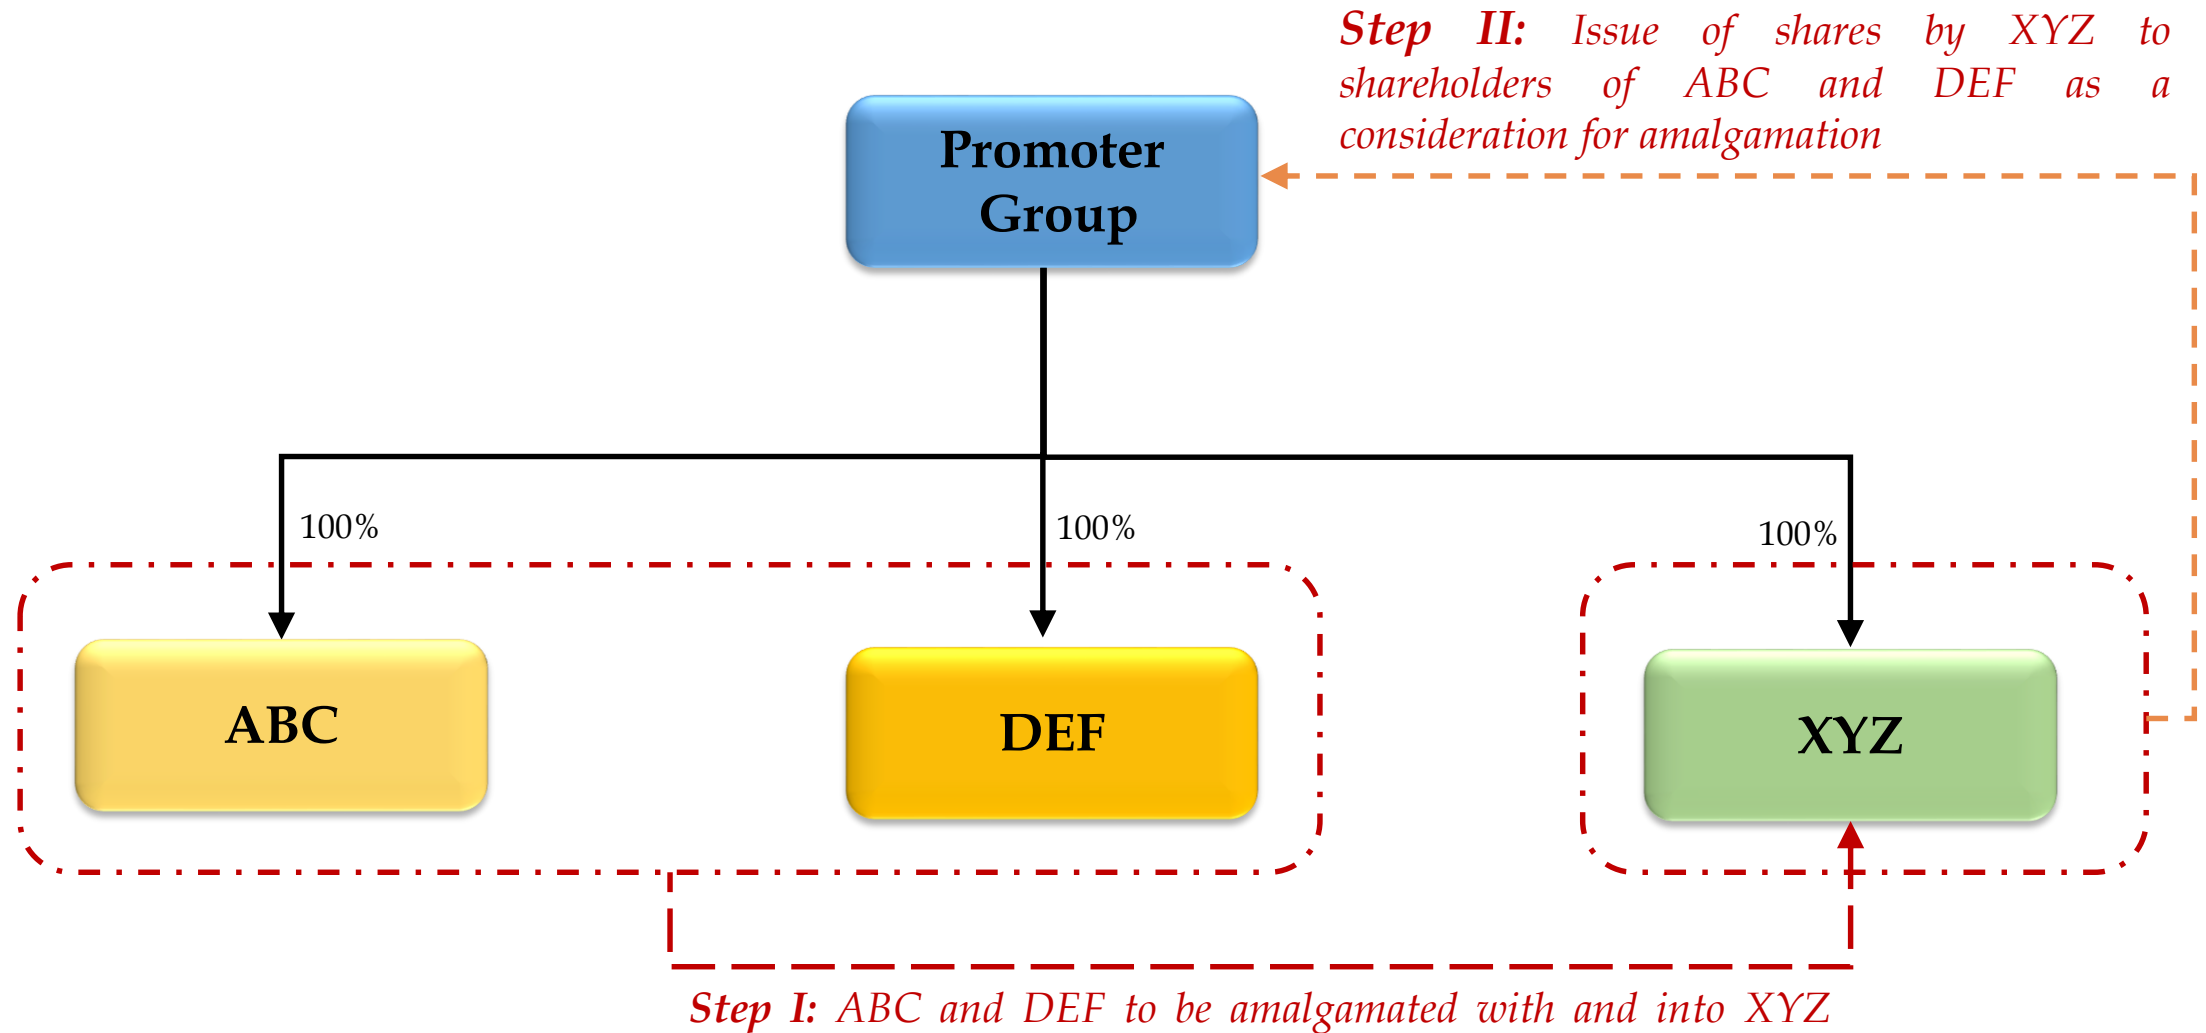 Step II: Issue of shares by XYZ to
shareholders of ABC and DEF as a
consideration for amalgamation
Promoter
Group
100%
100%
100%
ABC
DEF
XYZ
Step I: ABC and DEF to be amalgamated with and into XYZ